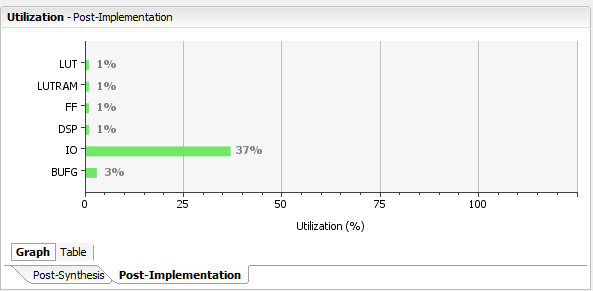 Utilization - Post-Implementation
LUT 1%
LUTRAM 1%
FF 1%
DSP 1%
IO 37%
BUFG 3%
0 25 50 75 100
Utilization (%)
Graph Table
Post-Synthesis Post-Implementation